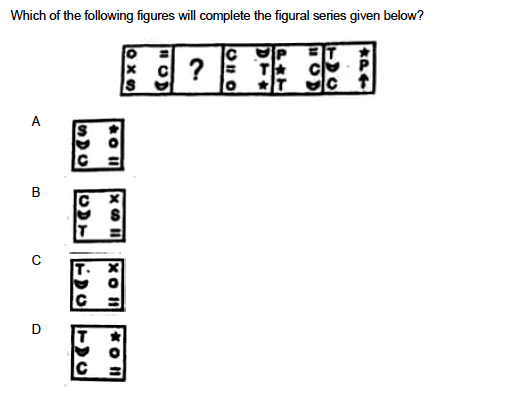 Which of the following figures will complete the figural series given below?
O = C P = T ★
X C ? = T ★ C P
S O ★ T C ↑
A
S ★
O
C =
B
C X
S
T =
C
T. X
O
C =
D
T ★
O
C =